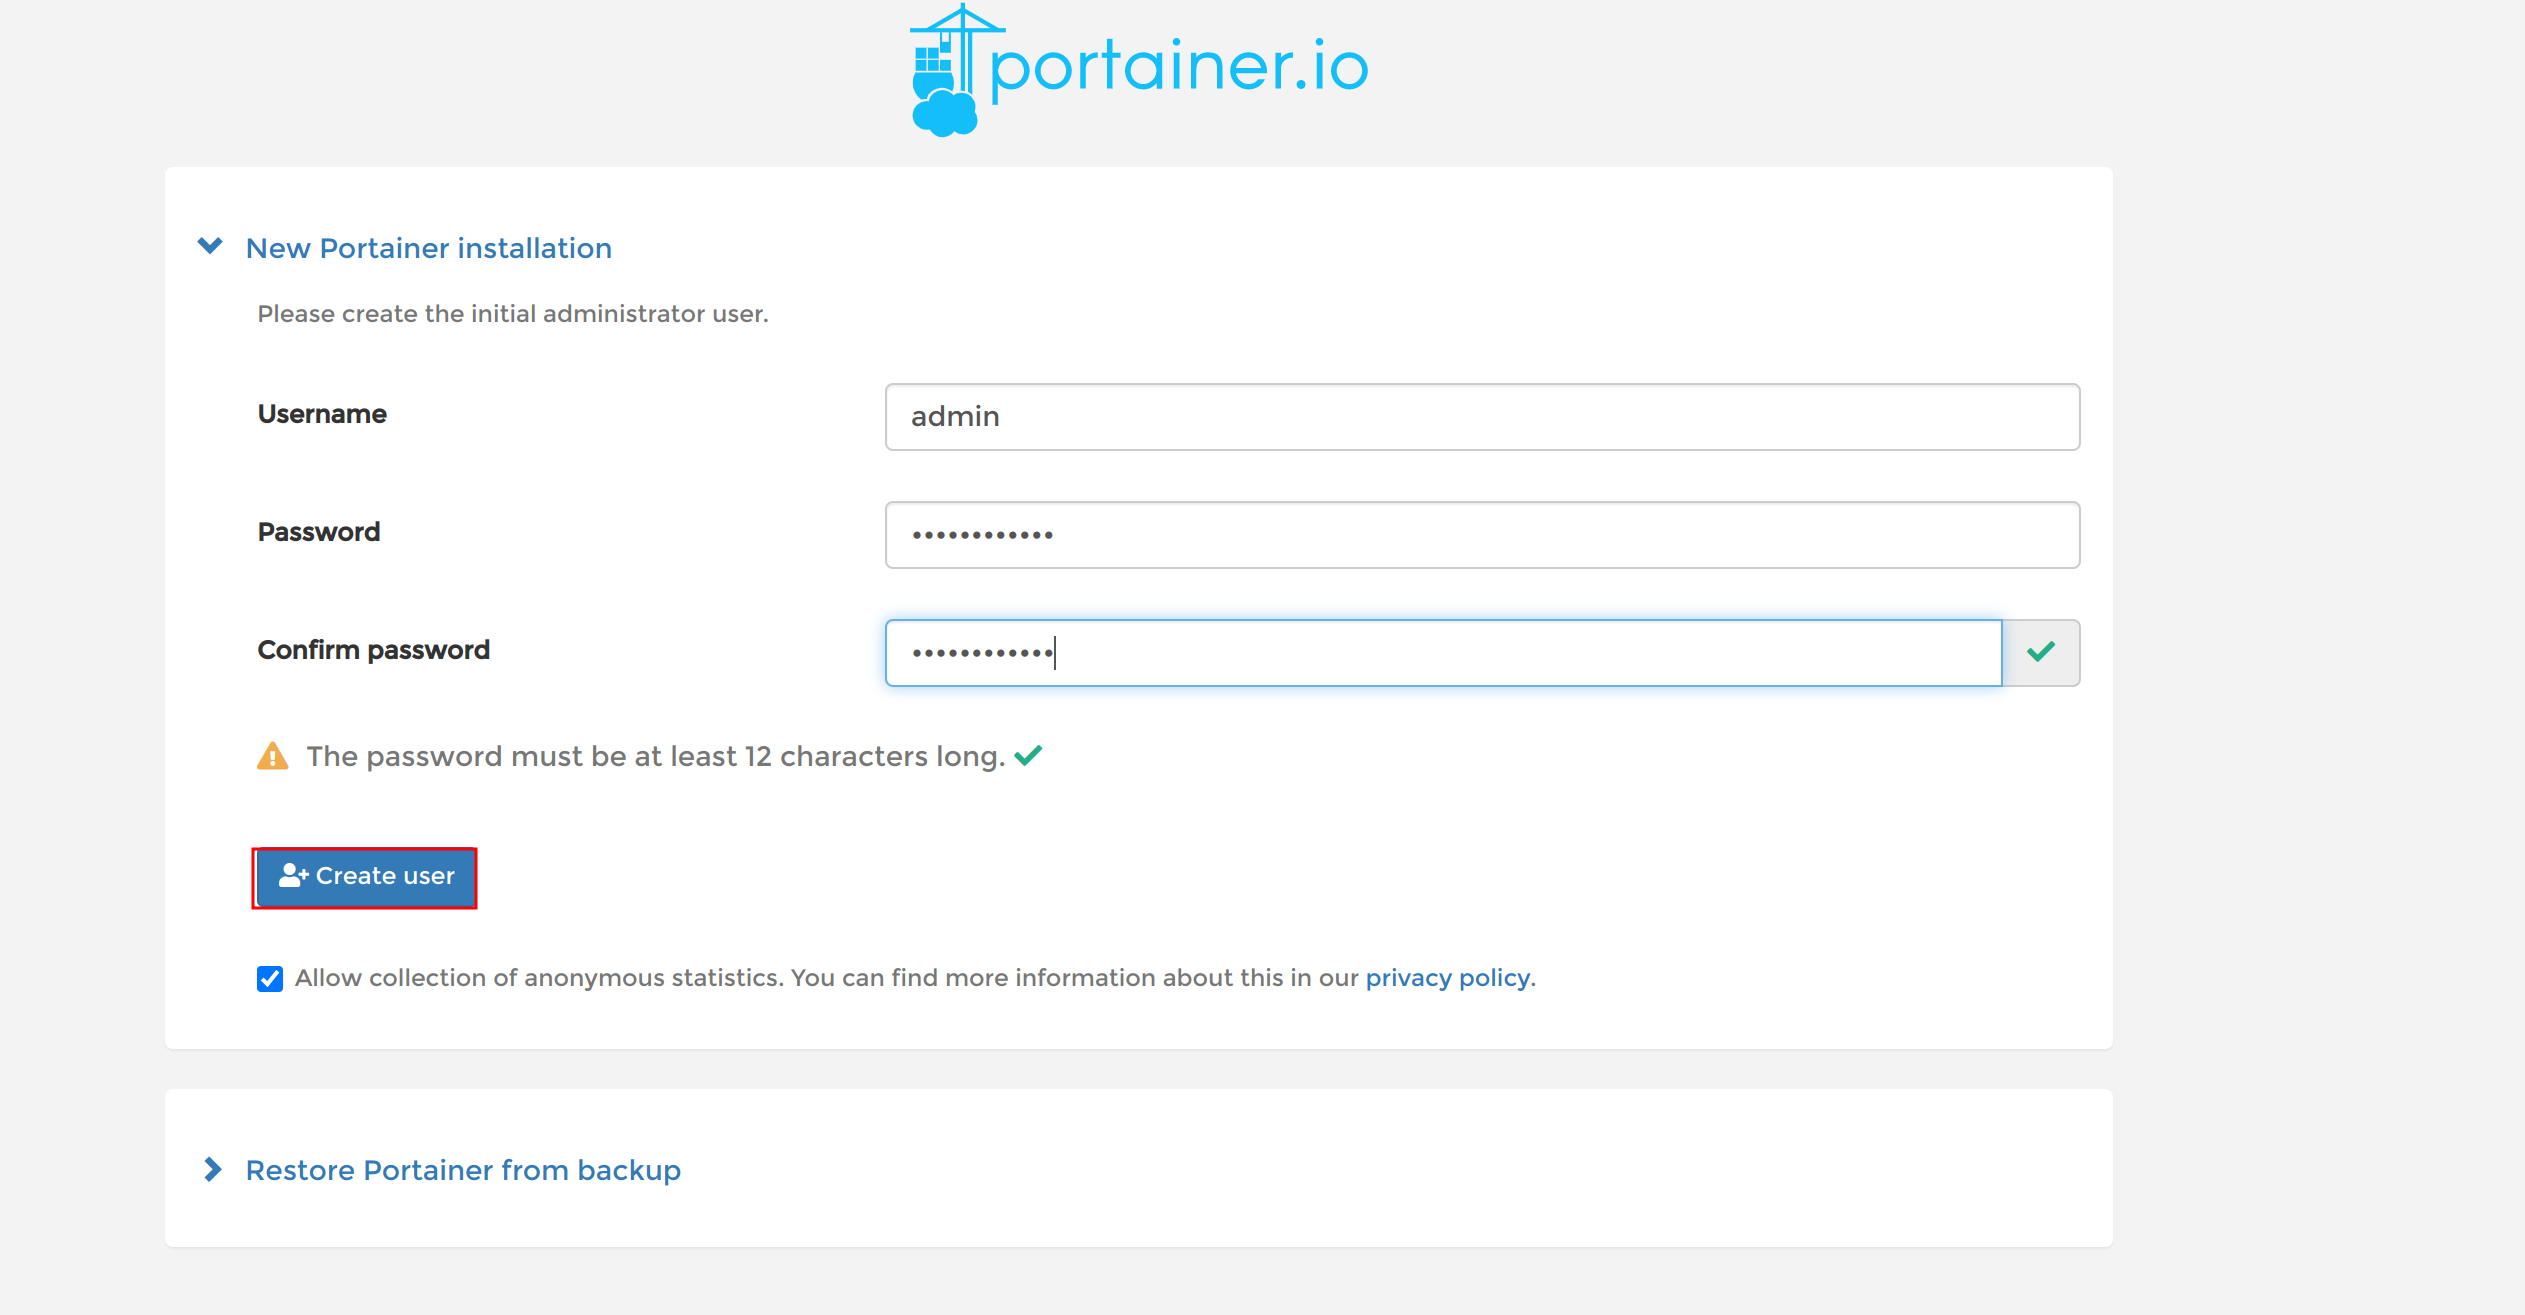 portainer.io
New Portainer installation
Please create the initial administrator user.
Username
admin
Password
••••••••••••
Confirm password
••••••••••••
The password must be at least 12 characters long.
Create user
Allow collection of anonymous statistics. You can find more information about this in our privacy policy.
Restore Portainer from backup